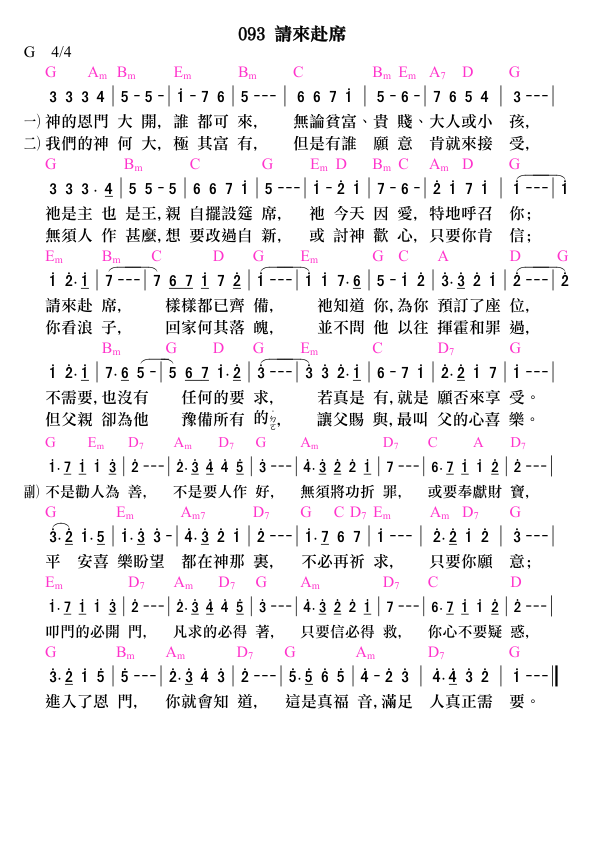 093 請來赴席
G 4/4
G Am Bm Em Bm C Bm Em A7 D G
3 3 3 4 | 5 - 5 - | i - 7 6 | 5 - - - | 6 6 7 i | 5 - 6 - | 7 6 5 4 | 3 - - - |
一) 神的恩門 大 開, 誰 都可 來, 無論貧富、貴 賤、大人或小 孩,
二) 我們的神 何 大, 極 其富 有, 但是有誰 願 意 肯就來接 受,
G Bm C G Em D Bm C Am D G
3 3 3 . 4 | 5 5 5 5 | 6 6 7 i | 5 - - - | i - 2 i | 7 - 6 - | 2 i 7 i | i - - - | i
祂是主 也 是王, 親 自擺設筵 席, 祂 今天 因 愛, 特地呼召 你;
無須人 作 甚麼, 想 要改過自 新, 或 討神 歡 心, 只要你肯 信;
Em Bm C D G Em G C A D G
i 2 . i | 7 - - - | 7 6 7 i 7 2 | i - - - | i i 7 . 6 | 5 - i 2 | 3 . 3 2 i | 2 - - - | 2
請來赴 席, 樣樣都已齊 備, 祂知道 你, 為你 預訂了座 位,
你看浪 子, 回家何其落 魄, 並不問 他 以往 揮霍和罪 過,
Bm G D G Em C D7 G
i 2 . i | 7 . 6 5 - | 5 6 7 i . 2 | 3 - - - | 3 3 2 . i | 6 - 7 i | 2 . 2 i 7 | i - - - |
不需要, 也沒有 任何的要 求, 若真是 有, 就是 願否來享 受。
但父親 卻為他 豫備所有 的, 讓父賜 與, 最叫 父的心喜 樂。
G Em D7 Am D7 G Am D7 C A D7
i . 7 i i 3 | 2 - - - | 2 . 3 4 4 5 | 3 - - - | 4 . 3 2 2 i | 7 - - - | 6 . 7 i i 2 | 2 - - - |
副) 不是勸人為 善, 不是要人作 好, 無須將功折 罪, 或要奉獻財 寶,
G Em Am7 D7 G C D7 Em Am D7 G
3 . 2 i . 5 | i . 3 3 - | 4 . 3 2 i | 2 - - - | i . 7 6 7 | i - - - | 2 . 2 i 2 | 3 - - - |
平 安喜 樂盼望 都在神那 裏, 不必再祈 求, 只要你願 意;
Em D7 Am D7 G Am D7 C D
i . 7 i i 3 | 2 - - - | 2 . 3 4 4 5 | 3 - - - | 4 . 3 2 2 i | 7 - - - | 6 . 7 i i 2 | 2 - - - |
叩門的必開 門, 凡求的必得 著, 只要信必得 救, 你心不要疑 惑,
G Bm Am D7 G Am D7 G
3 . 2 i 5 | 5 - - - | 2 . 3 4 3 | 2 - - - | 5 . 5 6 5 | 4 - 2 3 | 4 . 4 3 2 | i - - - ‖
進入了恩 門, 你就會知 道, 這是真福 音, 滿足 人真正需 要。